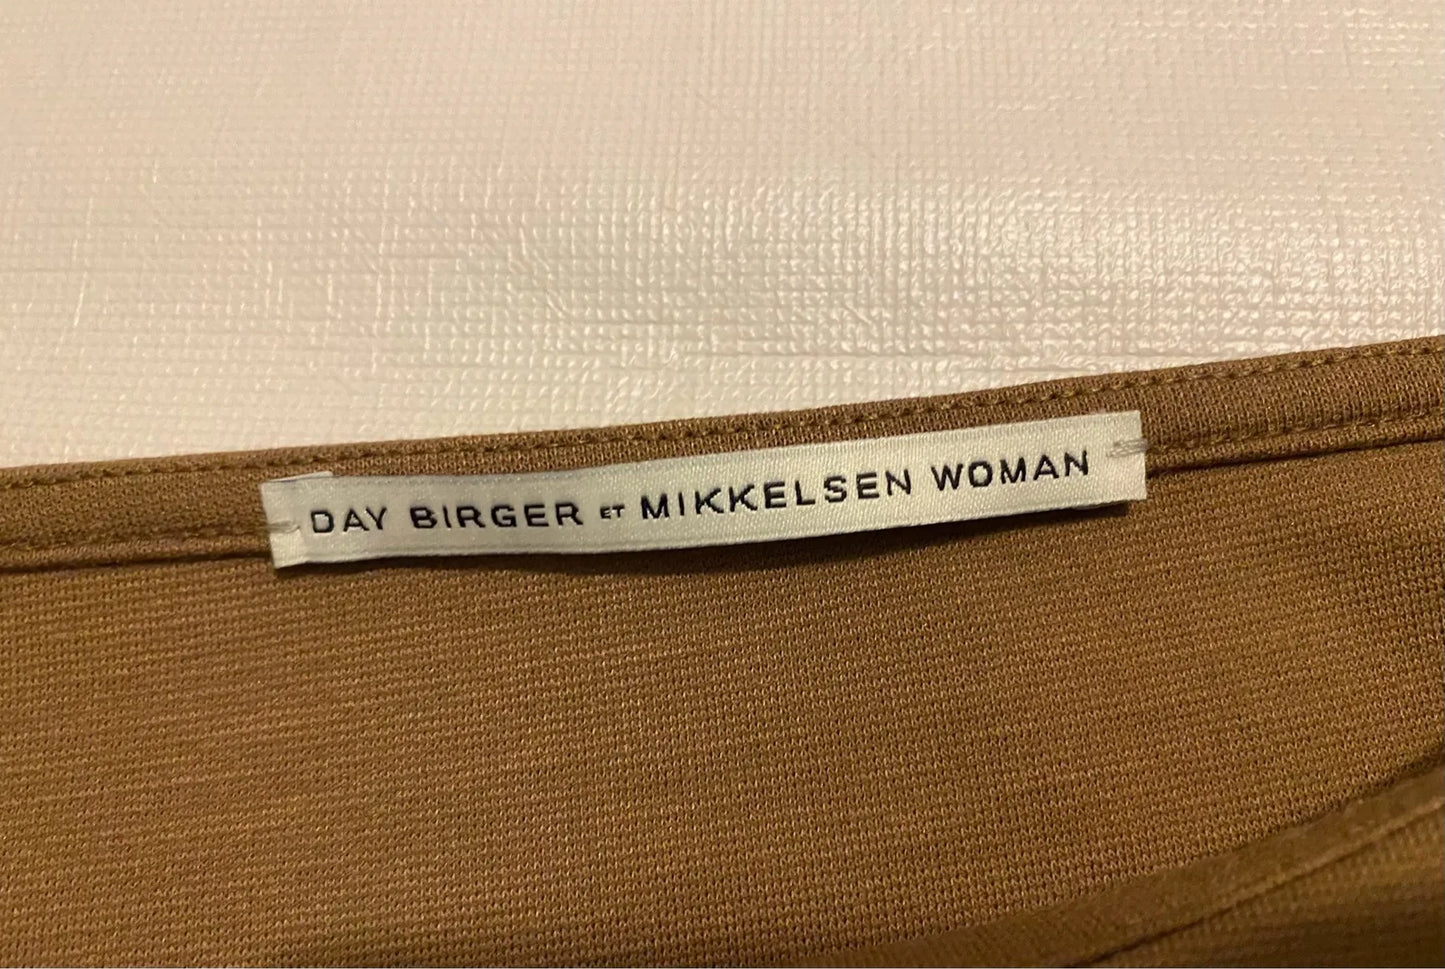 DAY BIRGER ET MIKKELSEN WOMAN